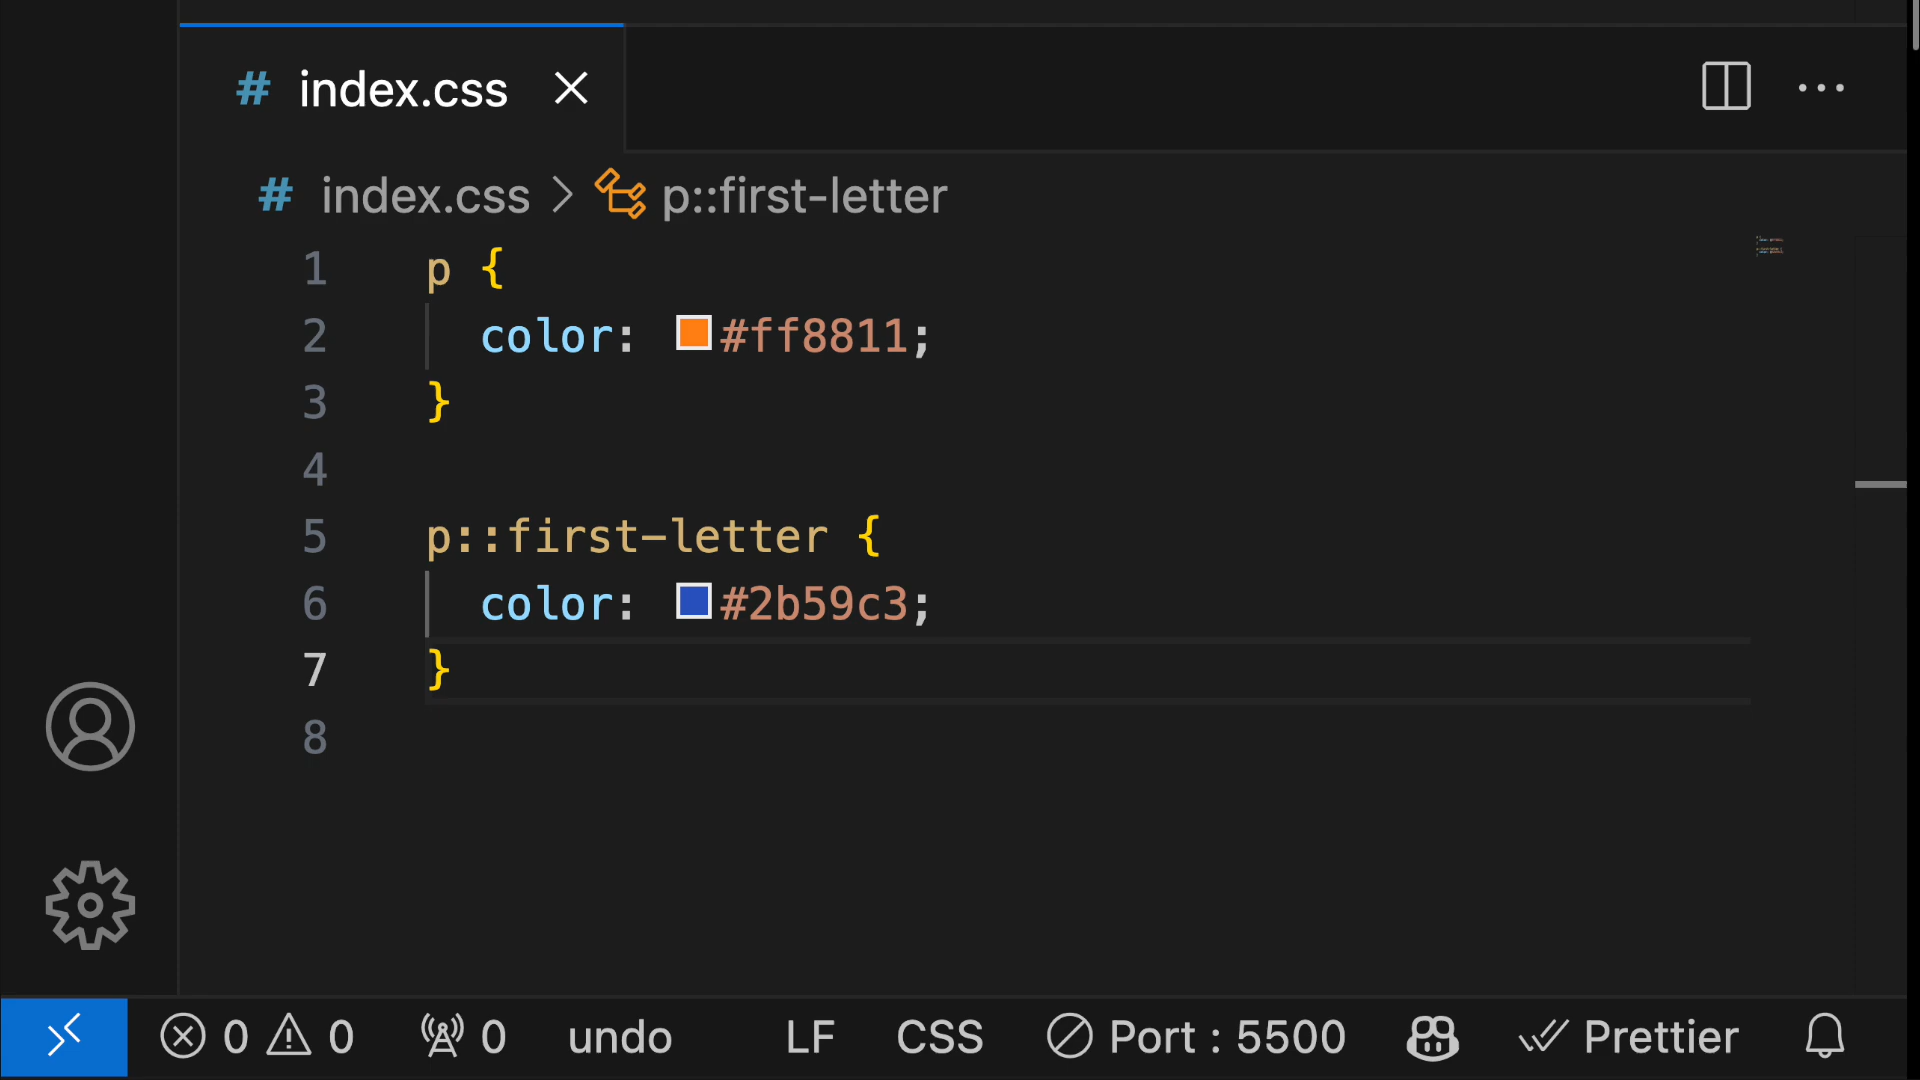 # index.css
# index.css > p::first-letter
1 p {
2 color: #ff8811;
3 }
4
5 p::first-letter {
6 color: #2b59c3;
7 }
8
0 0 0 undo LF CSS Port : 5500 Prettier